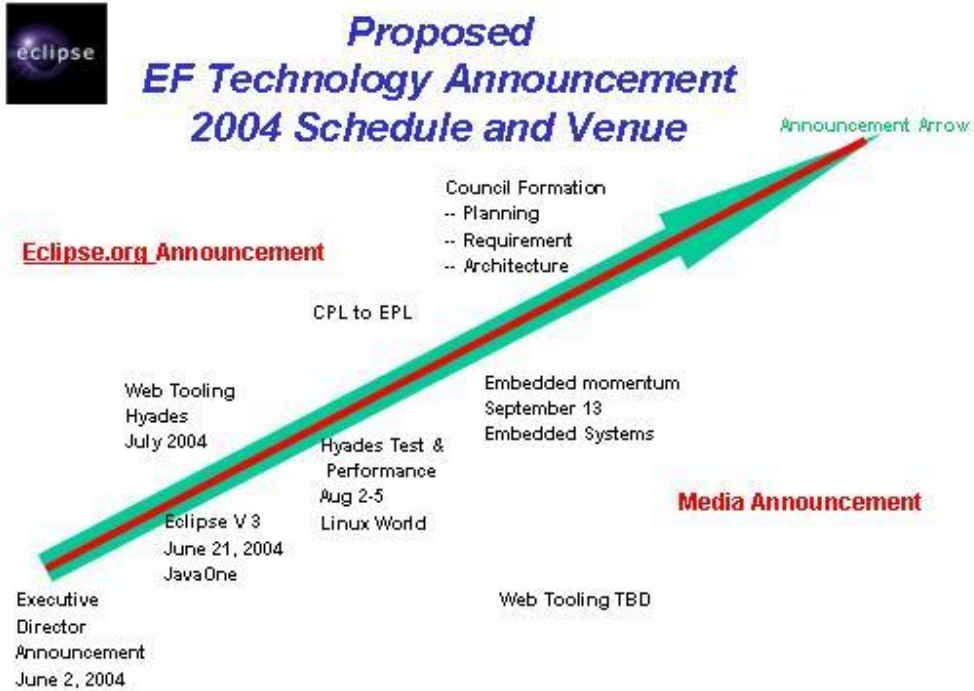 eclipse
Proposed
EF Technology Announcement
2004 Schedule and Venue
Announcement Arrow
Council Formation
-- Planning
-- Requirement
-- Architecture
Eclipse.org Announcement
CPL to EPL
Web Tooling
Hyades
July 2004
Embedded momentum
September 13
Embedded Systems
Hyades Test &
Performance
Aug 2-5
Linux World
Media Announcement
Eclipse V 3
June 21, 2004
JavaOne
Executive
Director
Announcement
June 2, 2004
Web Tooling TBD